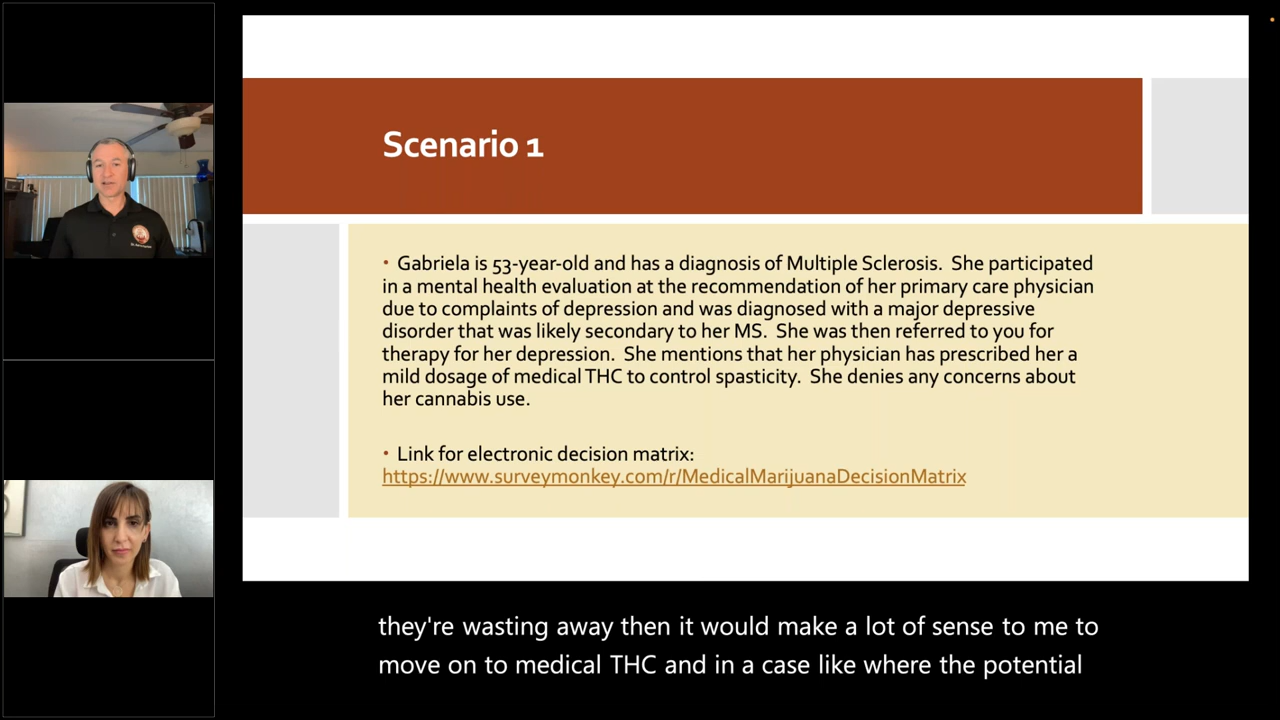 Scenario 1
• Gabriela is 53-year-old and has a diagnosis of Multiple Sclerosis. She participated
in a mental health evaluation at the recommendation of her primary care physician
due to complaints of depression and was diagnosed with a major depressive
disorder that was likely secondary to her MS. She was then referred to you for
therapy for her depression. She mentions that her physician has prescribed her a
mild dosage of medical THC to control spasticity. She denies any concerns about
her cannabis use.
• Link for electronic decision matrix:
https://www.surveymonkey.com/r/MedicalMarijuanaDecisionMatrix
they're wasting away then it would make a lot of sense to me to
move on to medical THC and in a case like where the potential